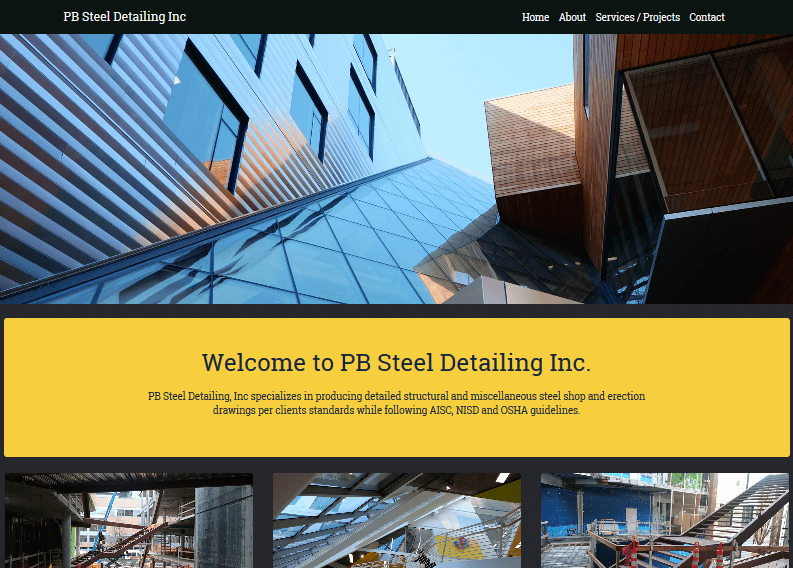 PB Steel Detailing Inc
Home About Services / Projects Contact
Welcome to PB Steel Detailing Inc.
PB Steel Detailing, Inc specializes in producing detailed structural and miscellaneous steel shop and erection
drawings per clients standards while following AISC, NISD and OSHA guidelines.